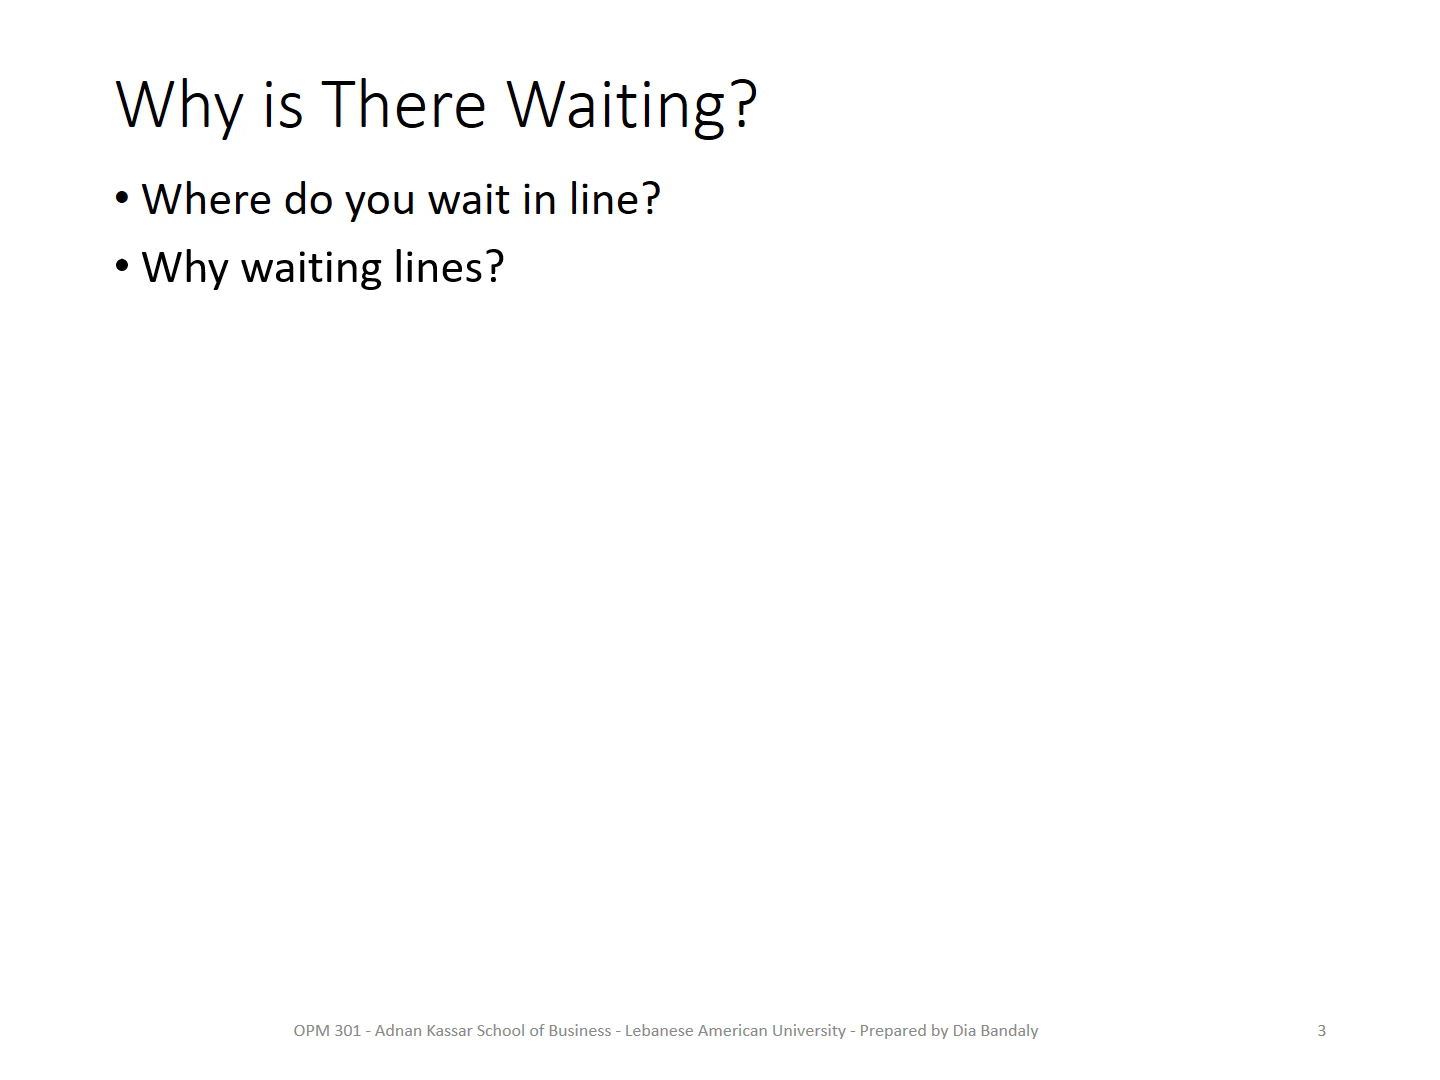 Why is There Waiting?
• Where do you wait in line?
• Why waiting lines?
OPM 301 - Adnan Kassar School of Business - Lebanese American University - Prepared by Dia Bandaly
3